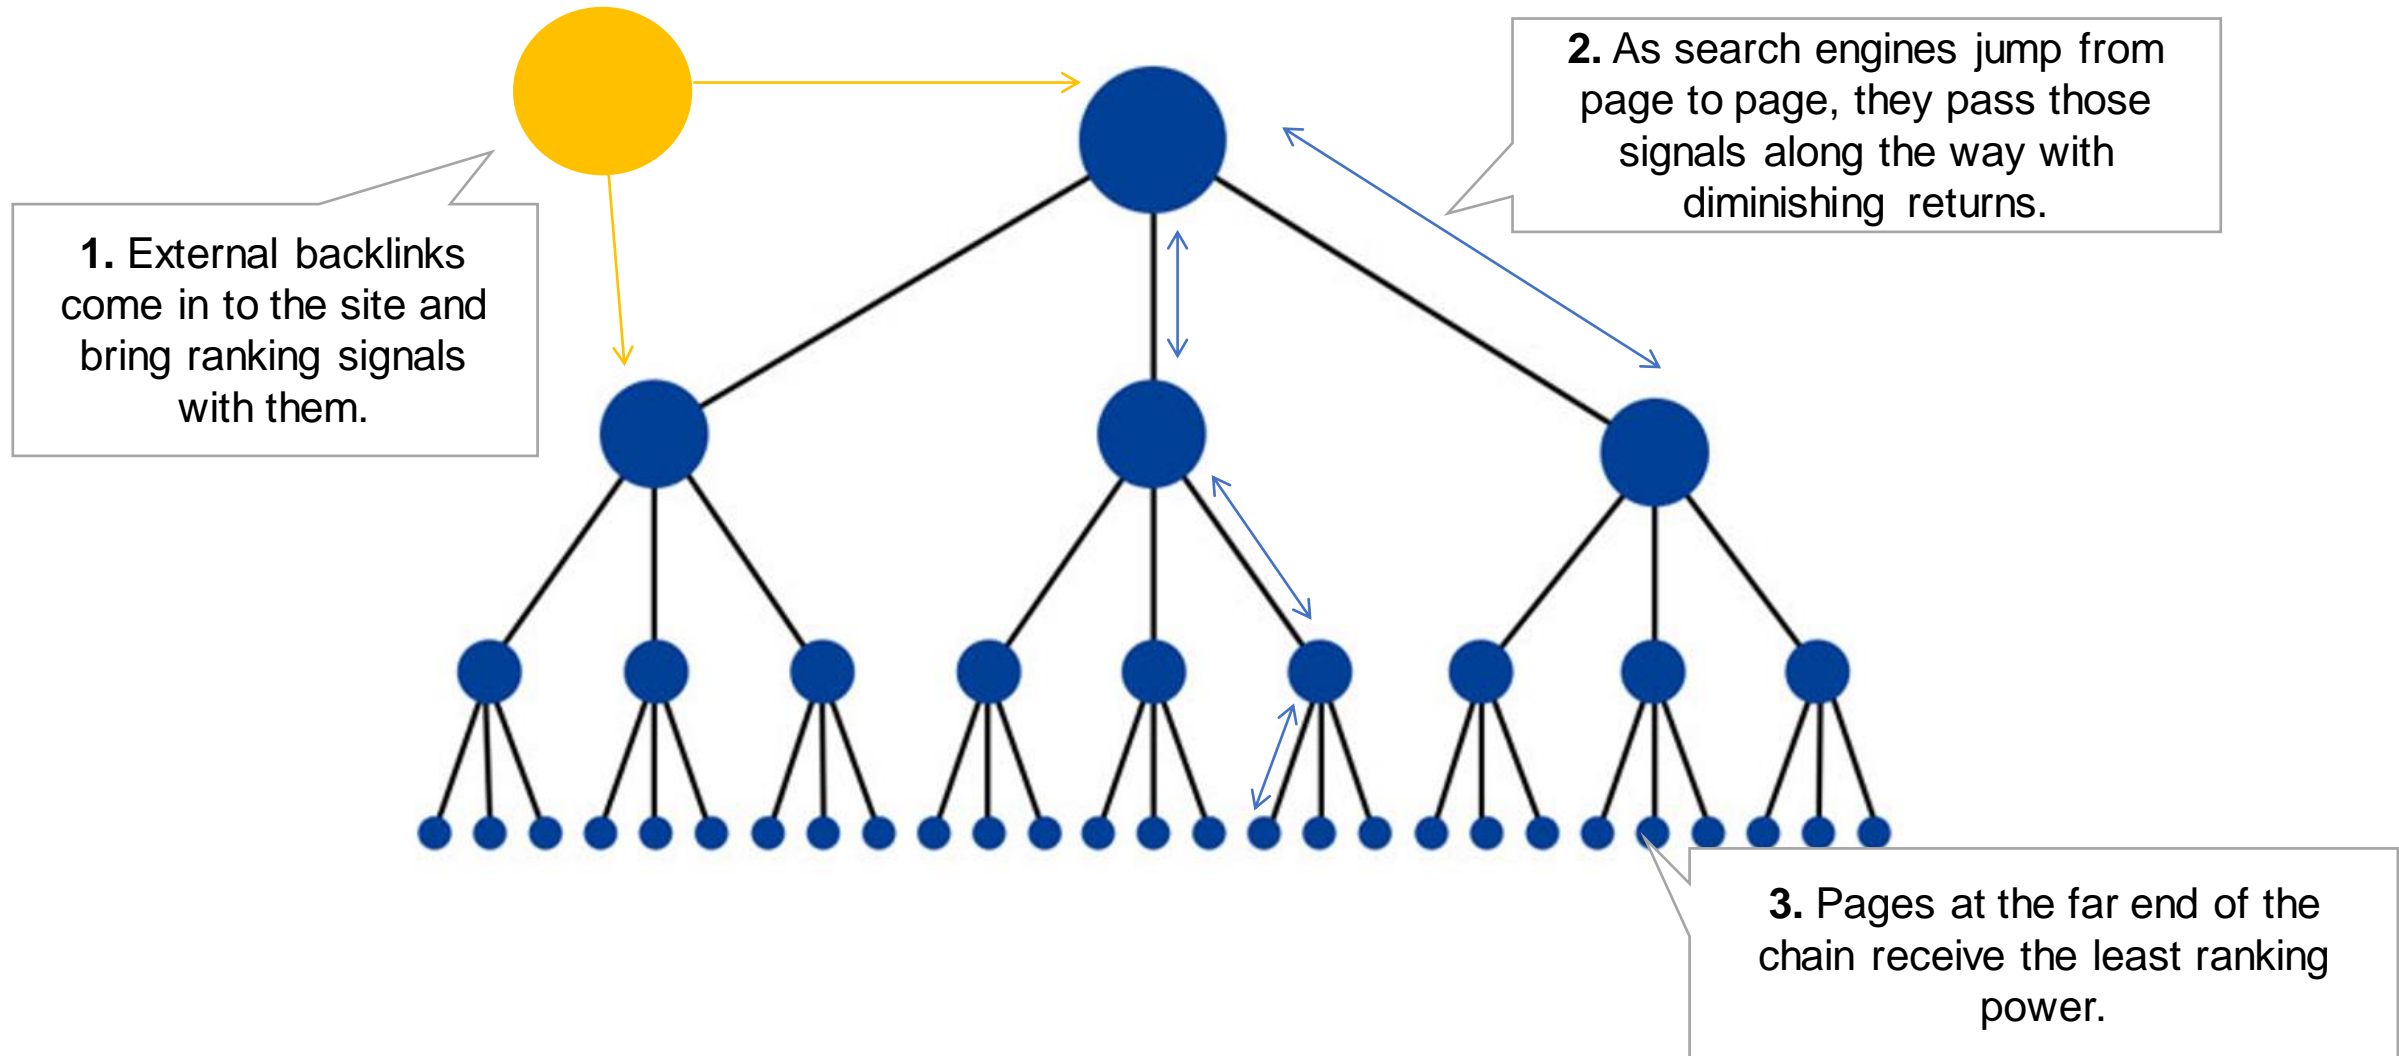 1. External backlinks
come in to the site and
bring ranking signals
with them.
2. As search engines jump from
page to page, they pass those
signals along the way with
diminishing returns.
3. Pages at the far end of the
chain receive the least ranking
power.